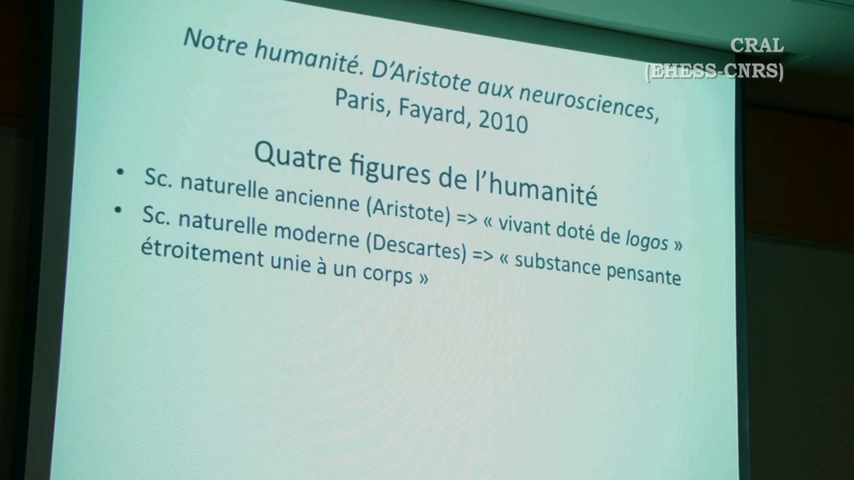 CRAL
(EHESS-CNRS)
Notre humanité. D'Aristote aux neurosciences,
Paris, Fayard, 2010
Quatre figures de l'humanité
• Sc. naturelle ancienne (Aristote) => « vivant doté de logos »
• Sc. naturelle moderne (Descartes) => « substance pensante
étroitement unie à un corps »